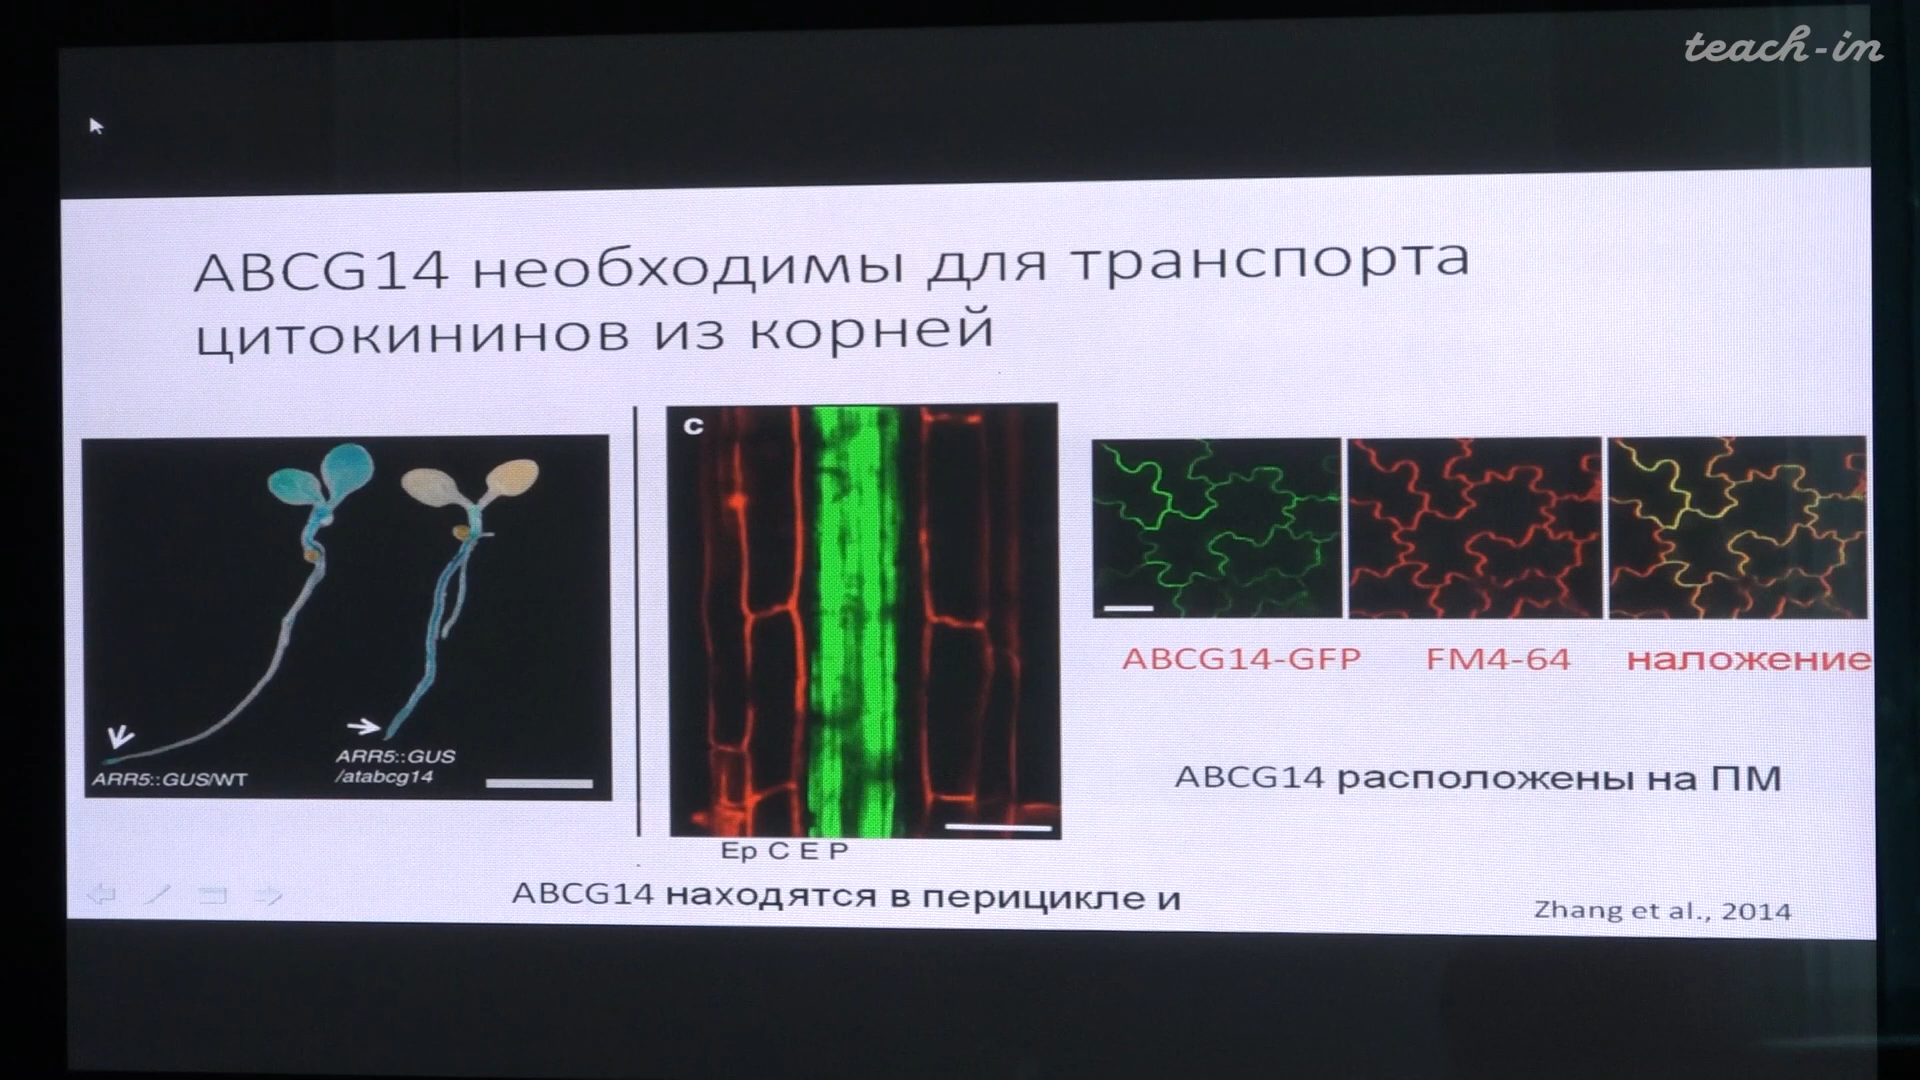 teach-in
ABCG14 необходимы для транспорта
цитокининов из корней
c
ARR5::GUS/WT
ARR5::GUS
/atabcg14
Ep C E P
ABCG14-GFP FM4-64 наложение
ABCG14 расположены на ПМ
ABCG14 находятся в перицикле и
Zhang et al., 2014